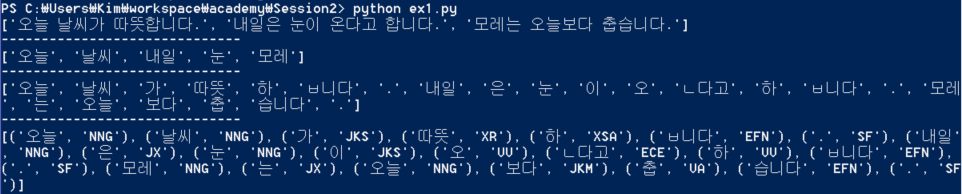 PS C:₩Users₩Kim₩workspace₩academy₩Session2> python ex1.py
['오늘 날씨가 따뜻합니다.', '내일은 눈이 온다고 합니다.', '모레는 오늘보다 춥습니다.']
------------------------------
['오늘', '날씨', '내일', '눈', '모레']
------------------------------
['오늘', '날씨', '가', '따뜻', '하', 'ㅂ니다', '.', '내일', '은', '눈', '이', '오', 'ㄴ다고', '하', 'ㅂ니다', '.', '모레
', '는', '오늘', '보다', '춥', '습니다', '.']
------------------------------
[('오늘', 'NNG'), ('날씨', 'NNG'), ('가', 'JKS'), ('따뜻', 'XR'), ('하', 'XSA'), ('ㅂ니다', 'EFN'), ('.', 'SF'), ('내일
', 'NNG'), ('은', 'JX'), ('눈', 'NNG'), ('이', 'JKS'), ('오', 'VV'), ('ㄴ다고', 'ECE'), ('하', 'VV'), ('ㅂ니다', 'EFN'),
('.', 'SF'), ('모레', 'NNG'), ('는', 'JX'), ('오늘', 'NNG'), ('보다', 'JKM'), ('춥', 'VA'), ('습니다', 'EFN'), ('.', 'SF
')]